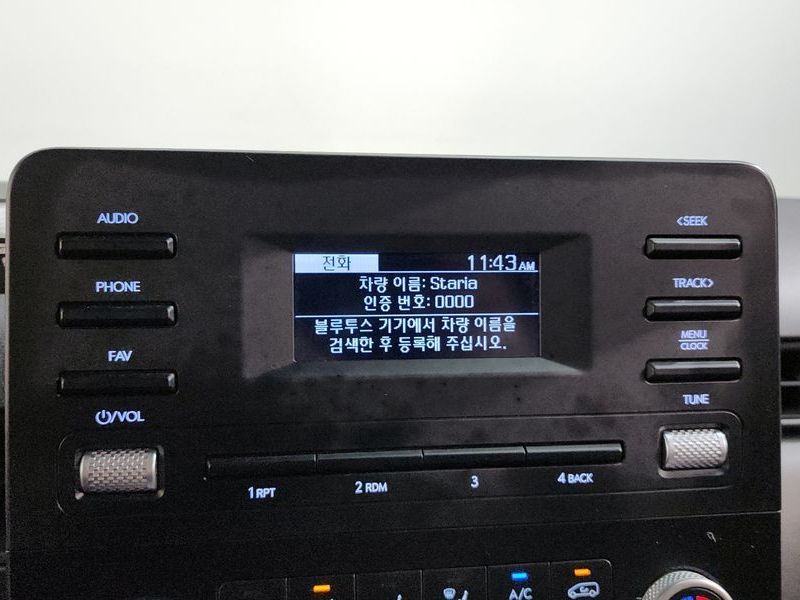 AUDIO
<SEEK
전화 11:43 AM
차량 이름: Staria
인증 번호: 0000
블루투스 기기에서 차량 이름을
검색한 후 등록해 주십시오.
PHONE
TRACK>
FAV
MENU
CLOCK
/VOL
TUNE
1 RPT
2 RDM
3
4 BACK
A/C